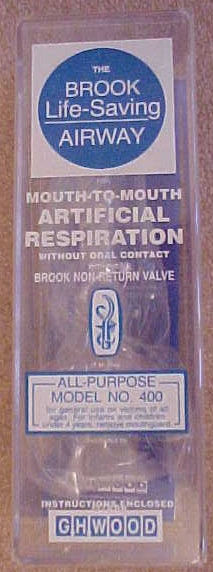 THE
BROOK
Life-Saving
AIRWAY
FOR
MOUTH-TO-MOUTH
ARTIFICIAL
RESPIRATION
WITHOUT ORAL CONTACT
BROOK NON-RETURN VALVE
ALL-PURPOSE
MODEL NO. 400
for general use on victims of all
ages. For infants and children
under 4 years, remove mouthguard.
INSTRUCTIONS ENCLOSED
GHWOOD